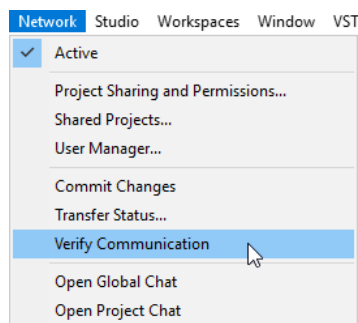 Network Studio Workspaces Window VST
Active
Project Sharing and Permissions...
Shared Projects...
User Manager...
Commit Changes
Transfer Status...
Verify Communication
Open Global Chat
Open Project Chat